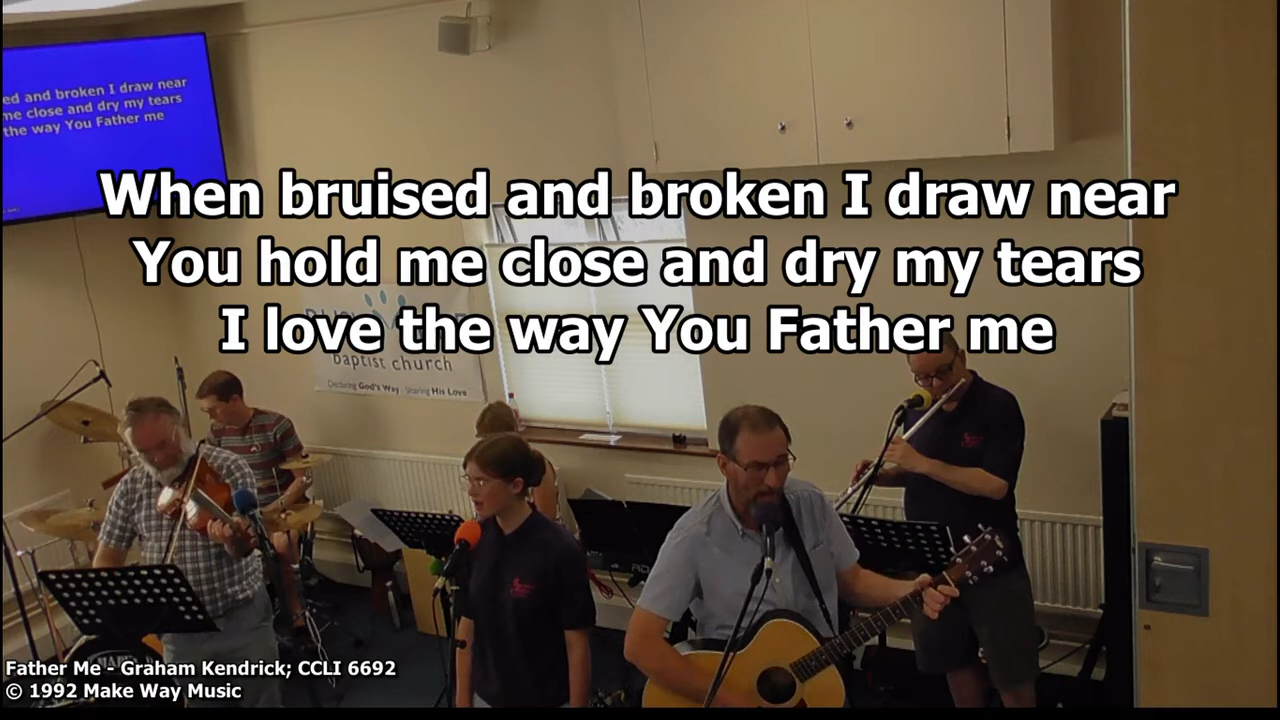 ed and broken I draw near
me close and dry my tears
the way You Father me
When bruised and broken I draw near
You hold me close and dry my tears
I love the way You Father me
baptist church
Declaring God's Way · Sharing His Love
Father Me - Graham Kendrick; CCLI 6692
© 1992 Make Way Music